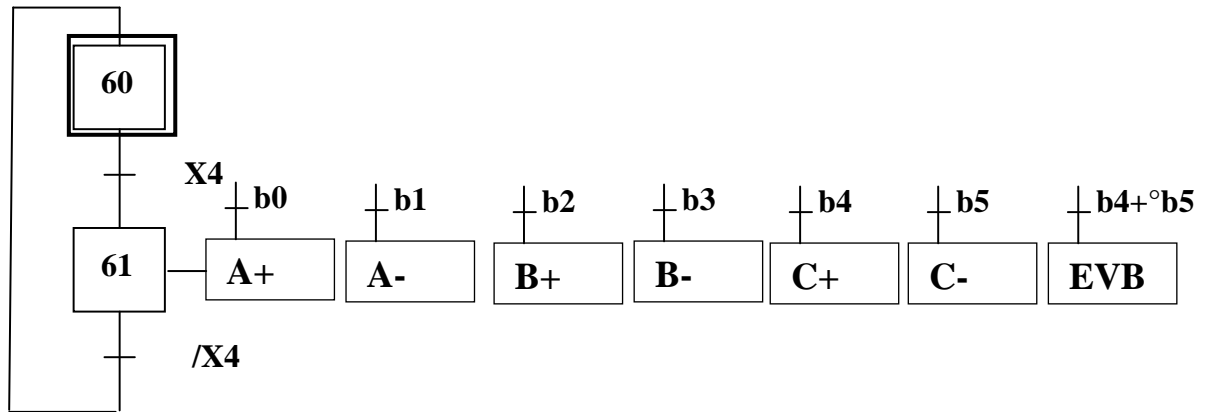 60
X4
b0 b1 b2 b3 b4 b5 b4+°b5
61 A+ A- B+ B- C+ C- EVB
/X4